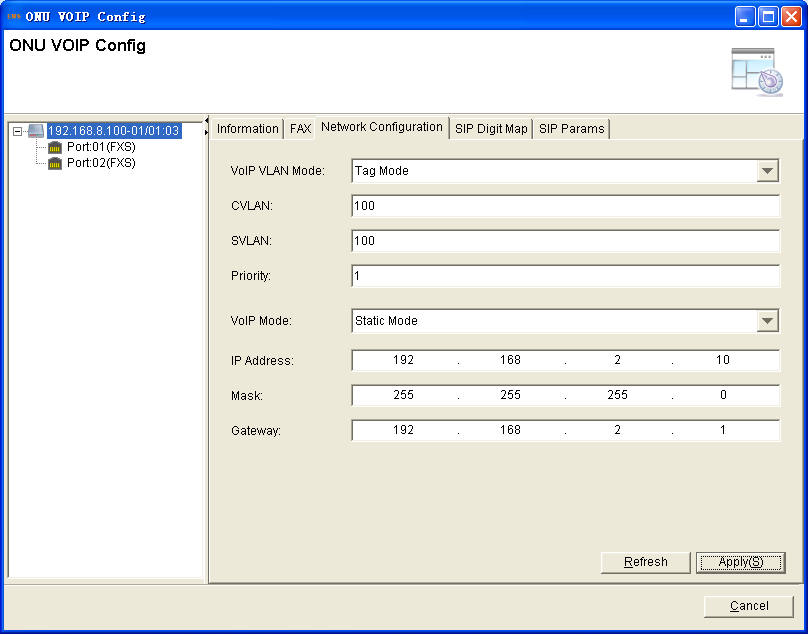 EMS ONU VOIP Config
ONU VOIP Config
192.168.8.100-01/01:03
Port:01(FXS)
Port:02(FXS)
Information FAX Network Configuration SIP Digit Map SIP Params
VoIP VLAN Mode: Tag Mode
CVLAN: 100
SVLAN: 100
Priority: 1
VoIP Mode: Static Mode
IP Address: 192 . 168 . 2 . 10
Mask: 255 . 255 . 255 . 0
Gateway: 192 . 168 . 2 . 1
Refresh Apply(S)
Cancel